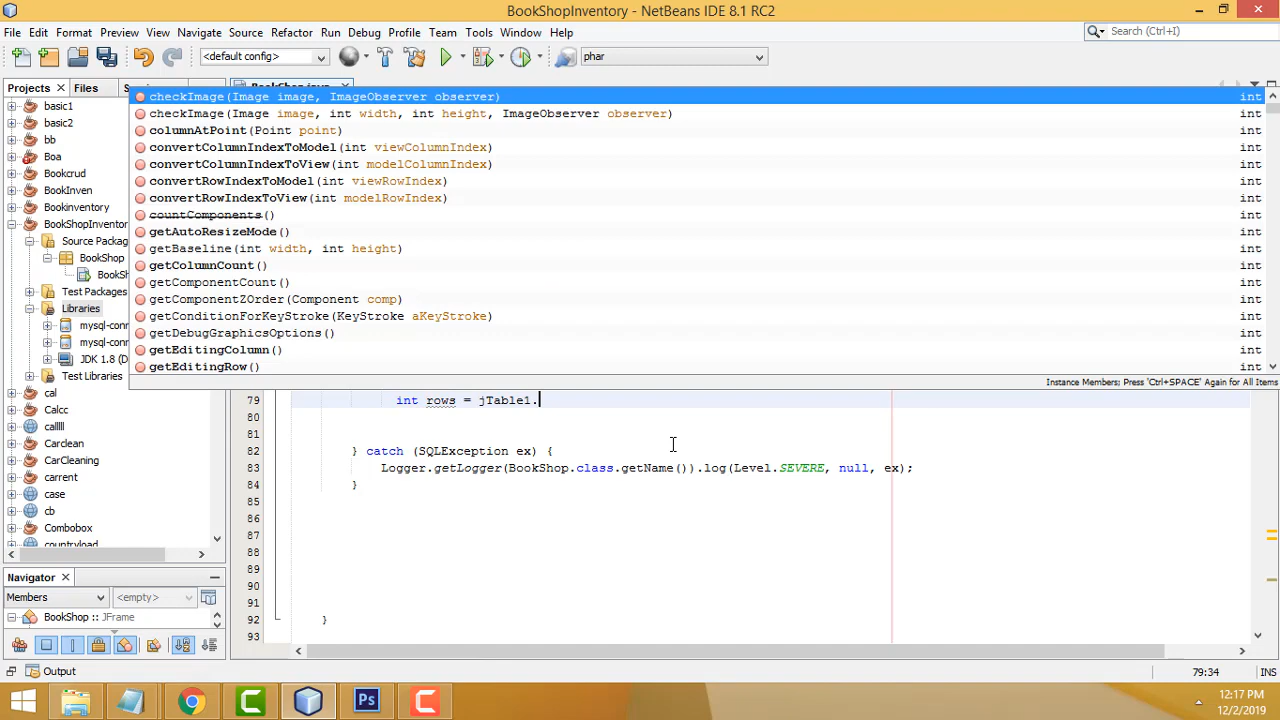 BookShopInventory - NetBeans IDE 8.1 RC2
File Edit Format Preview View Navigate Source Refactor Run Debug Profile Team Tools Window Help
Search (Ctrl+I)
<default config>
phar
Projects
Files
basic1
basic2
bb
Boa
Bookcrud
BookInven
Bookinventory
BookShopInventor
Source Packag
BookShop
BookSh
Test Packages
Libraries
mysql-conn
mysql-conn
JDK 1.8 (D
Test Libraries
cal
Calcc
callll
Carclean
CarCleaning
carrent
case
cb
Combobox
countryload
checkImage(Image image, ImageObserver observer) int
checkImage(Image image, int width, int height, ImageObserver observer) int
columnAtPoint(Point point) int
convertColumnIndexToModel(int viewColumnIndex) int
convertColumnIndexToView(int modelColumnIndex) int
convertRowIndexToModel(int viewRowIndex) int
convertRowIndexToView(int modelRowIndex) int
countComponents() int
getAutoResizeMode() int
getBaseline(int width, int height) int
getColumnCount() int
getComponentCount() int
getComponentZOrder(Component comp) int
getConditionForKeyStroke(KeyStroke aKeyStroke) int
getDebugGraphicsOptions() int
getEditingColumn() int
getEditingRow() int
Instance Members; Press 'Ctrl+SPACE' Again for All Items
79 int rows = jTable1.
80
81
82 } catch (SQLException ex) {
83 Logger.getLogger(BookShop.class.getName()).log(Level.SEVERE, null, ex);
84 }
85
86
87
88
89
90
91
92 }
93
Navigator
Members
<empty>
BookShop :: JFrame
Output
79:34
INS
Ps
12:17 PM
12/2/2019